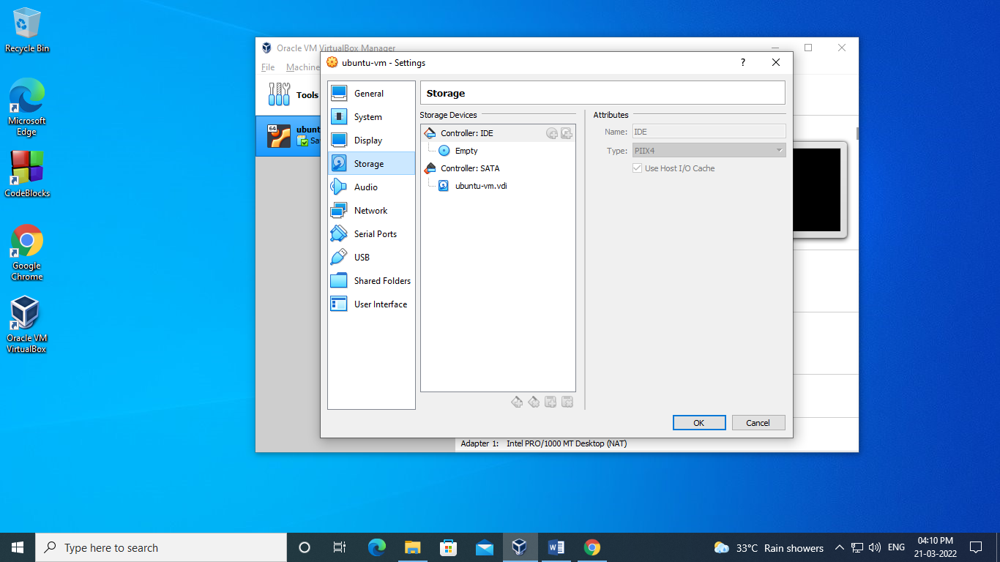 Recycle Bin
Microsoft
Edge
CodeBlocks
Google
Chrome
Oracle VM
VirtualBox
Oracle VM VirtualBox Manager
File Machine
Tools
64
ubuntu-vm - Settings
?
General
System
Display
Storage
Audio
Network
Serial Ports
USB
Shared Folders
User Interface
Storage
Storage Devices
Controller: IDE
Empty
Controller: SATA
ubuntu-vm.vdi
Attributes
Name: IDE
Type: PIIX4
Use Host I/O Cache
OK Cancel
Adapter 1: Intel PRO/1000 MT Desktop (NAT)
Type here to search
W
33°C Rain showers
ENG
04:10 PM
21-03-2022